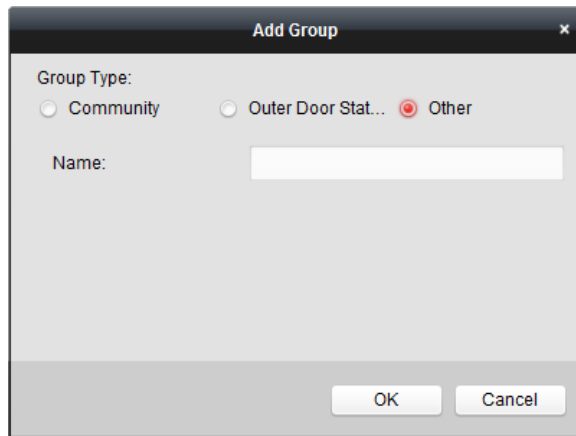 Add Group ×
Group Type:
Community Outer Door Stat... Other
Name:
OK Cancel